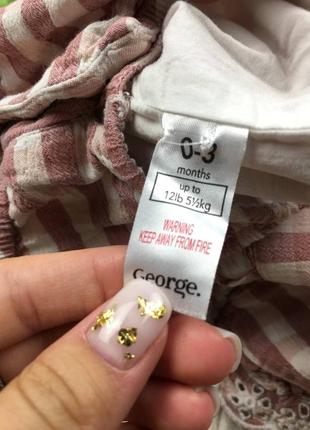 0-3
months
up to
12lb 5½kg
WARNING
KEEP AWAY FROM FIRE
George.